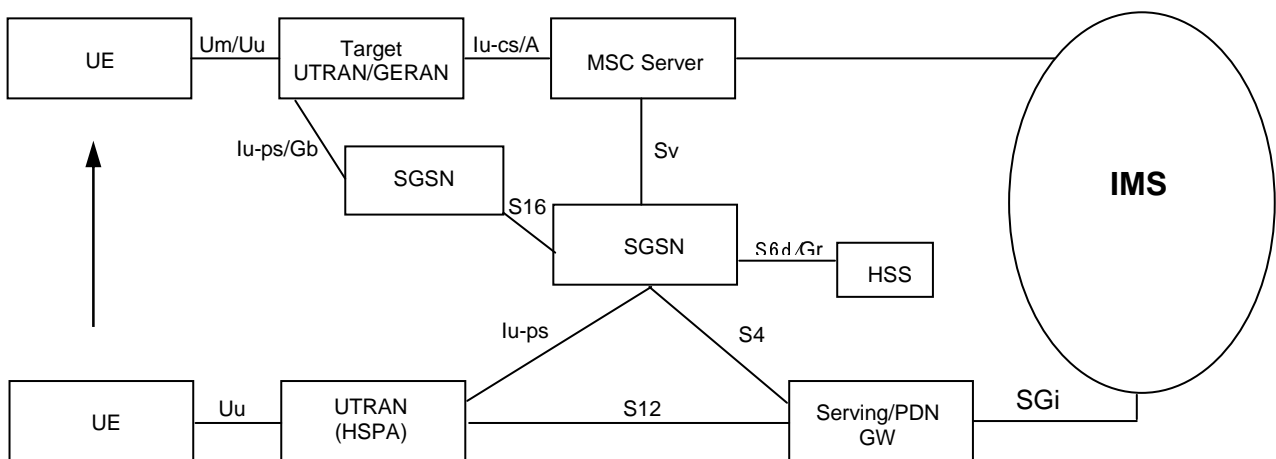 UE
Um/Uu
Target
UTRAN/GERAN
Iu-cs/A
MSC Server
Iu-ps/Gb
SGSN
S16
Sv
SGSN
S6d/Gr
HSS
IMS
Iu-ps
S4
UE
Uu
UTRAN
(HSPA)
S12
Serving/PDN
GW
SGi